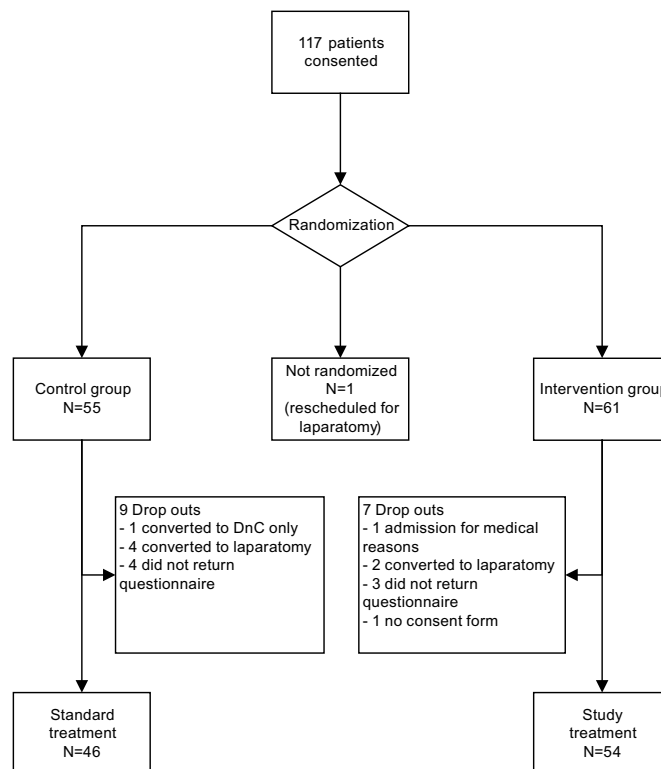 117 patients
consented
Randomization
Control group
N=55
Not randomized
N=1
(rescheduled for
laparatomy)
Intervention group
N=61
9 Drop outs
- 1 converted to DnC only
- 4 converted to laparatomy
- 4 did not return
questionnaire
7 Drop outs
- 1 admission for medical
reasons
- 2 converted to laparatomy
- 3 did not return
questionnaire
- 1 no consent form
Standard
treatment
N=46
Study
treatment
N=54